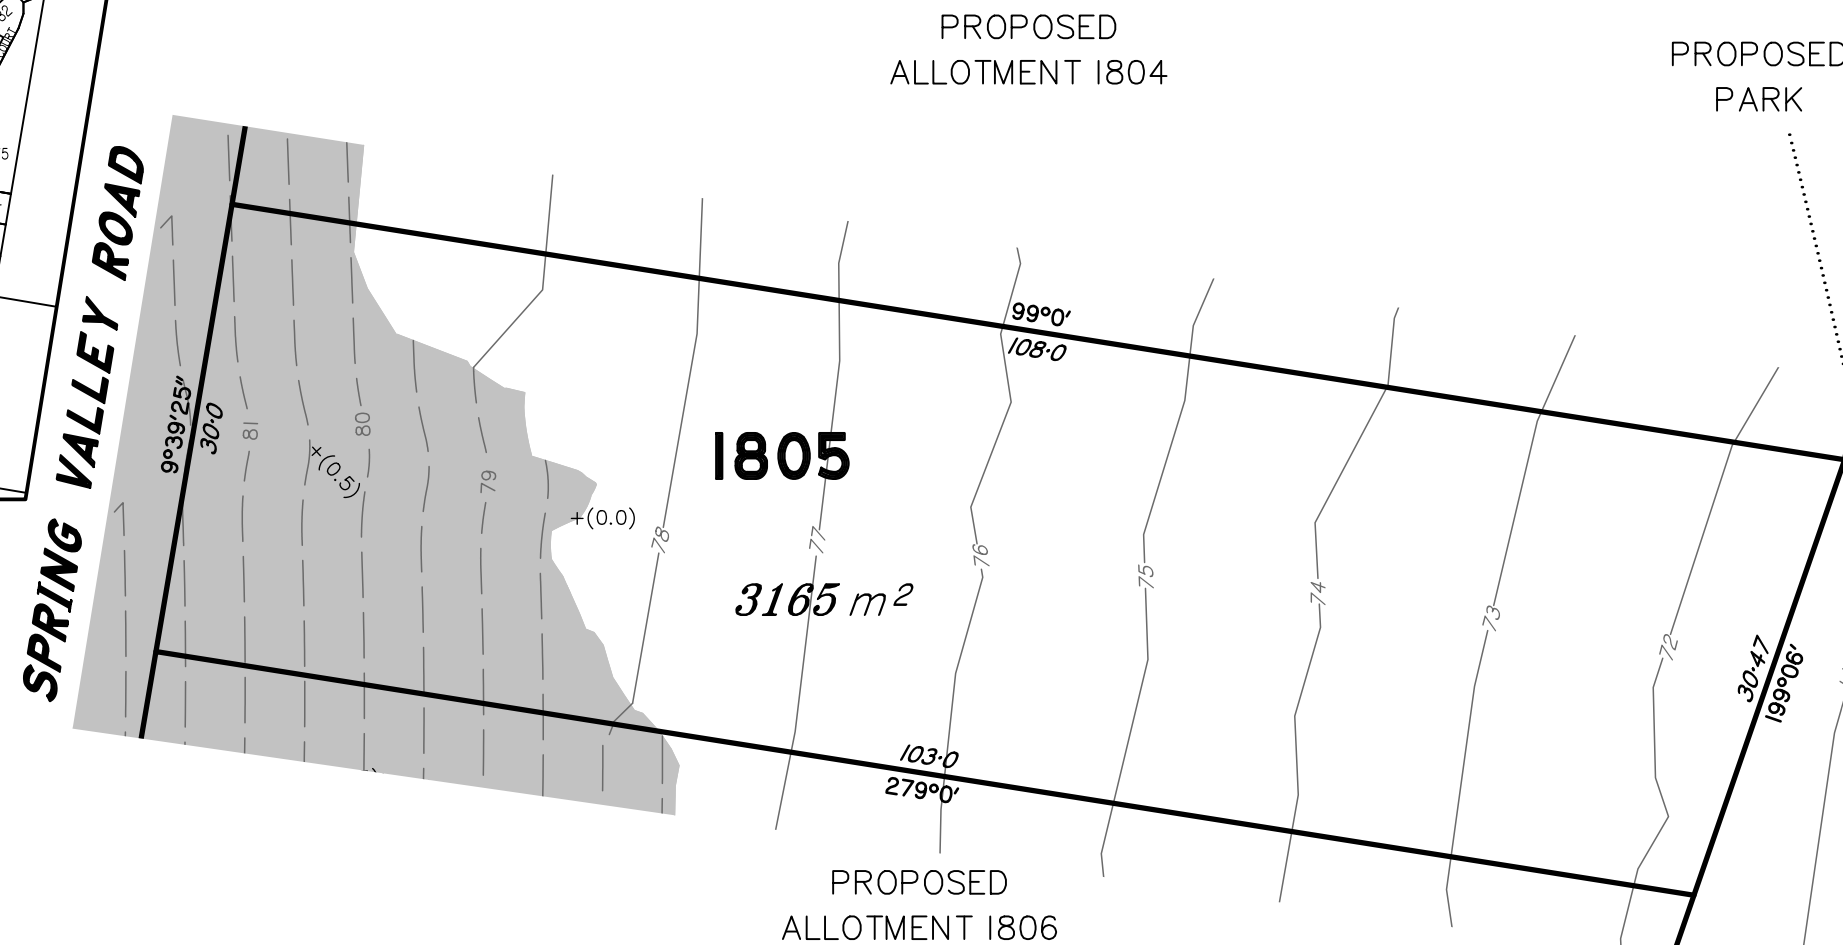 PROPOSED
ALLOTMENT 1804
PROPOSED
PARK
SPRING VALLEY ROAD
99°0'
108·0
9°39'25"
30·0
81
80
79
78
77
76
75
74
73
72
+(0.5)
+(0.0)
1805
3165 m²
30·47
199°06'
103·0
279°0'
PROPOSED
ALLOTMENT 1806